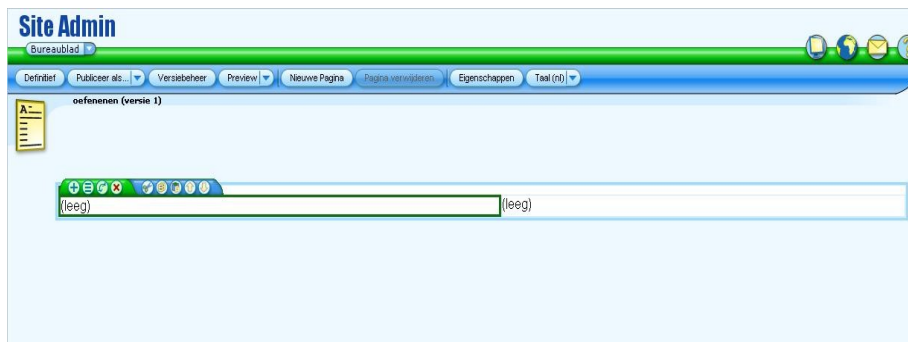 Site Admin
Bureaublad
Definitief Publiceer als... Versiebeheer Preview Nieuwe Pagina Pagina verwijderen Eigenschappen Taal (nl)
oefenenen (versie 1)
(leeg) (leeg)